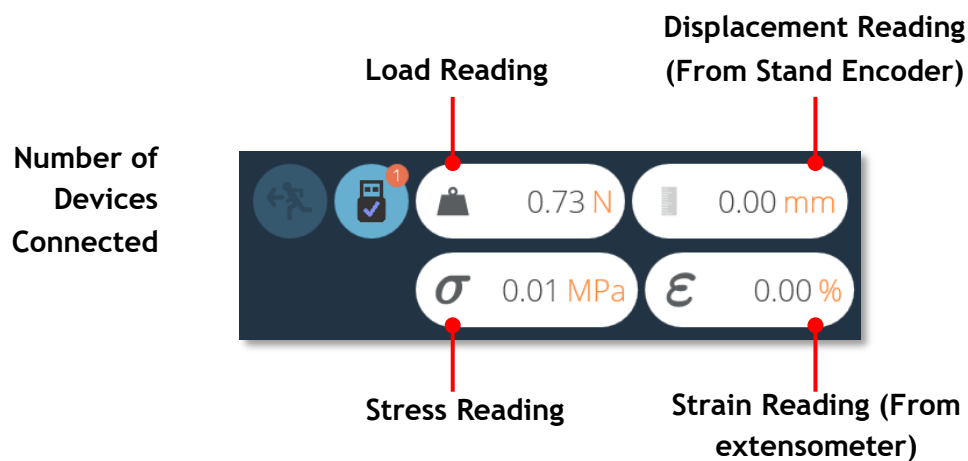 Displacement Reading
(From Stand Encoder)
Load Reading
Number of
Devices
Connected
1
0.73 N
0.00 mm
σ 0.01 MPa
ε 0.00 %
Stress Reading
Strain Reading (From
extensometer)